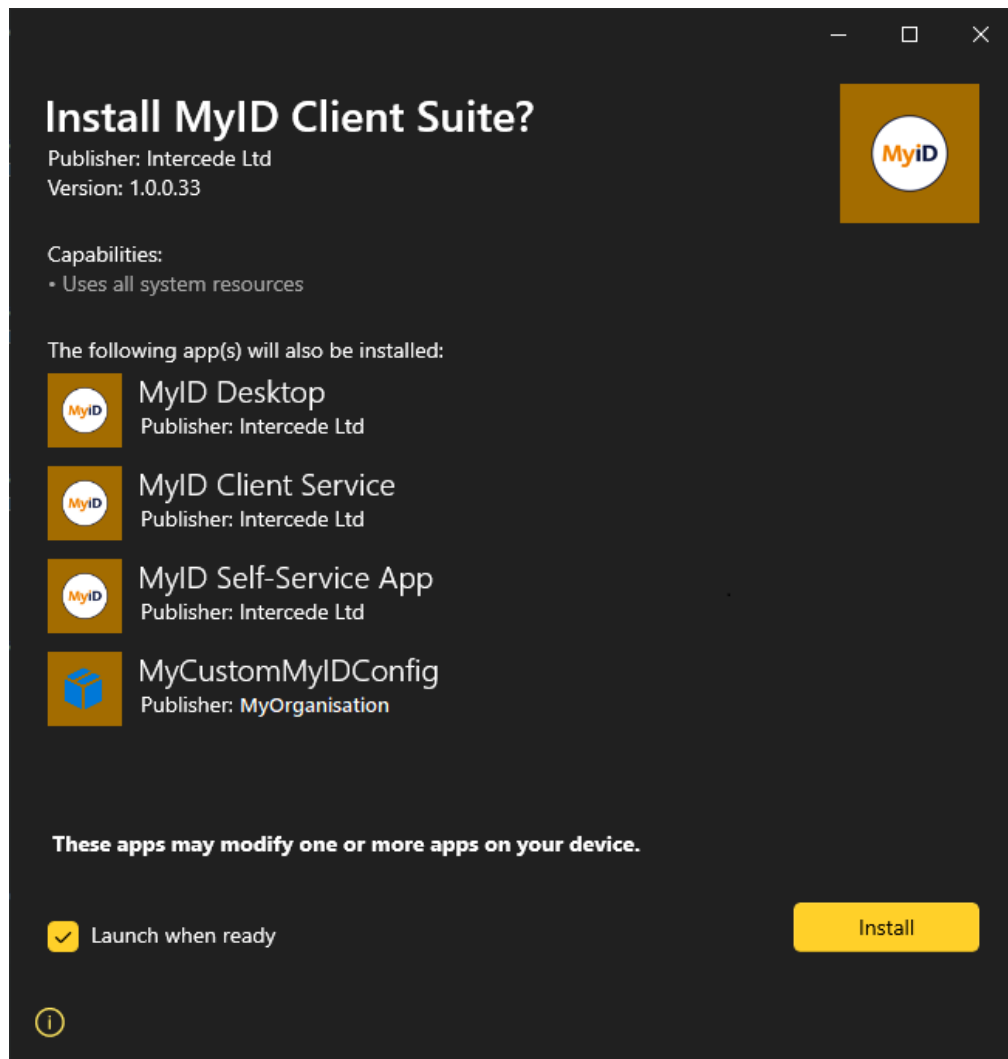 Install MyID Client Suite?
Publisher: Intercede Ltd
Version: 1.0.0.33
MyiD
Capabilities:
• Uses all system resources
The following app(s) will also be installed:
MyiD
MyID Desktop
Publisher: Intercede Ltd
MyiD
MyID Client Service
Publisher: Intercede Ltd
MyiD
MyID Self-Service App
Publisher: Intercede Ltd
MyCustomMyIDConfig
Publisher: MyOrganisation
These apps may modify one or more apps on your device.
Launch when ready
Install